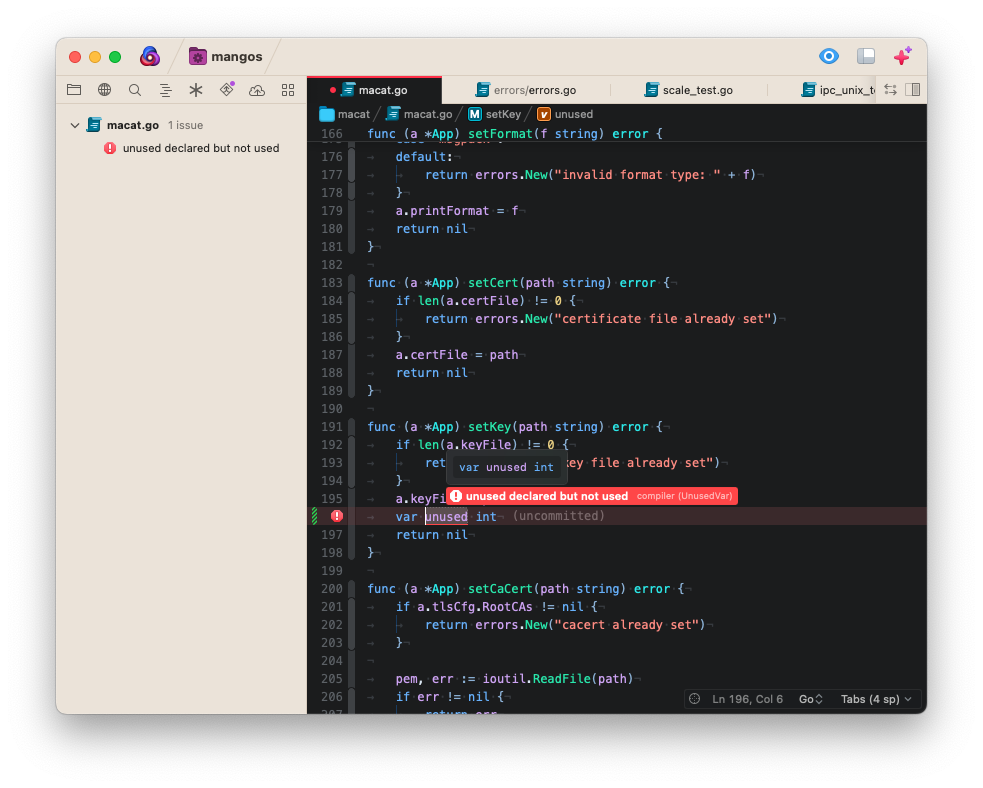 mangos
macat.go
errors/errors.go
scale_test.go
ipc_unix_t
macat.go 1 issue
unused declared but not used
macat / macat.go / M setKey / v unused
166 func (a *App) setFormat(f string) error {
176 default:
177 return errors.New("invalid format type: " + f)
178 }
179 a.printFormat = f
180 return nil
181 }
182
183 func (a *App) setCert(path string) error {
184 if len(a.certFile) != 0 {
185 return errors.New("certificate file already set")
186 }
187 a.certFile = path
188 return nil
189 }
190
191 func (a *App) setKey(path string) error {
192 if len(a.keyFile) != 0 {
193 ret key file already set")
var unused int
194 }
unused declared but not used compiler (UnusedVar)
195 a.keyFi
var unused int (uncommitted)
197 return nil
198 }
199
200 func (a *App) setCaCert(path string) error {
201 if a.tlsCfg.RootCAs != nil {
202 return errors.New("cacert already set")
203 }
204
205 pem, err := ioutil.ReadFile(path)
206 if err != nil {
207 return err
Ln 196, Col 6 Go Tabs (4 sp)